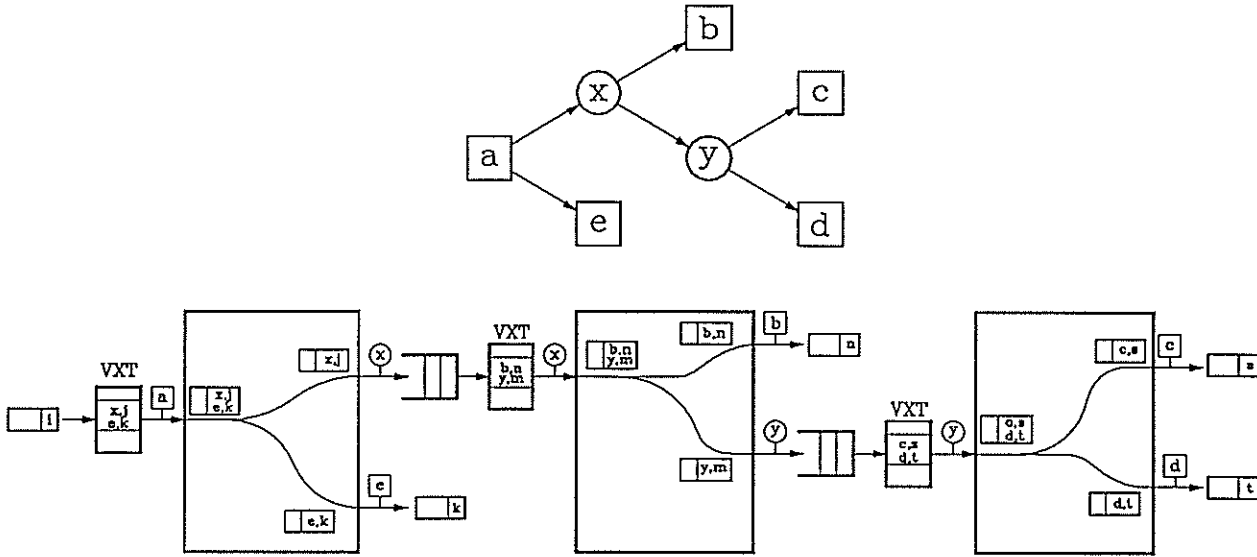 b
x
c
a
y
e
d
VXT
x,j
e,k
i
a
x,j
e,k
x,j
x
e,k
e
k
VXT
b,n
y,m
x
b,n
y,m
b,n
b
n
y,m
y
VXT
c,s
d,t
y
c,s
d,t
c,s
c
s
d,t
d
t